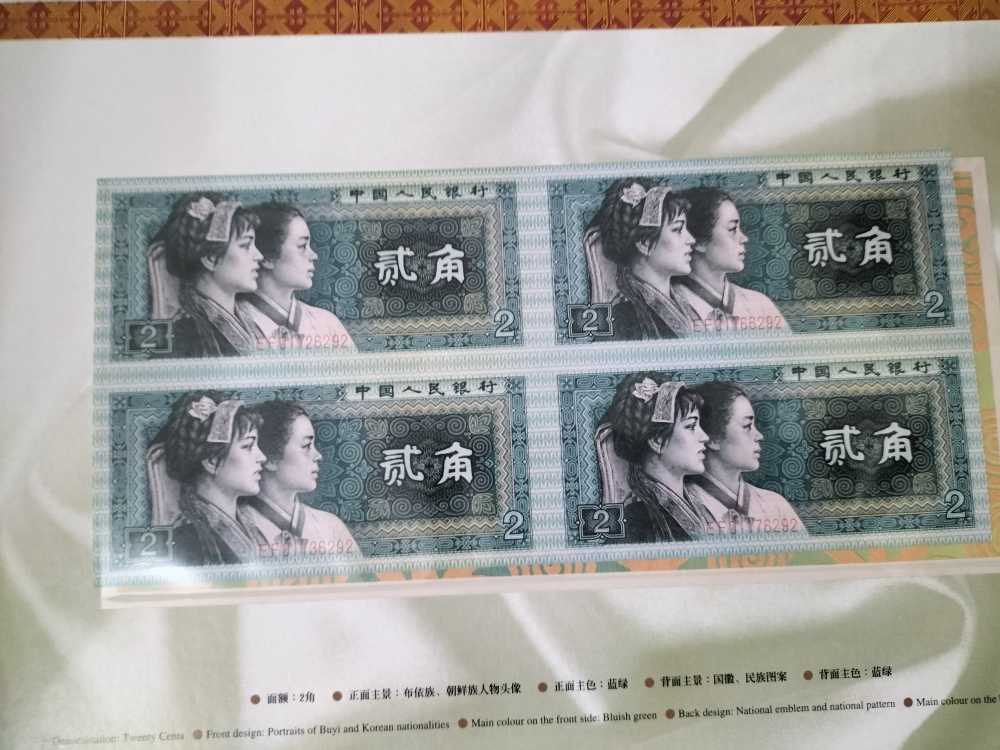 中国人民银行
贰角
2
EF01726292
2
中国人民银行
贰角
2
EF01766292
2
中国人民银行
贰角
2
EF01736292
2
中国人民银行
贰角
2
EF01776292
2
面额：2角 正面主景：布依族、朝鲜族人物头像 正面主色：蓝绿 背面主景：国徽、民族图案 背面主色：蓝绿
Denomination: Twenty Cents Front design: Portraits of Buyi and Korean nationalities Main colour on the front side: Bluish green Back design: National emblem and national pattern Main colour on the